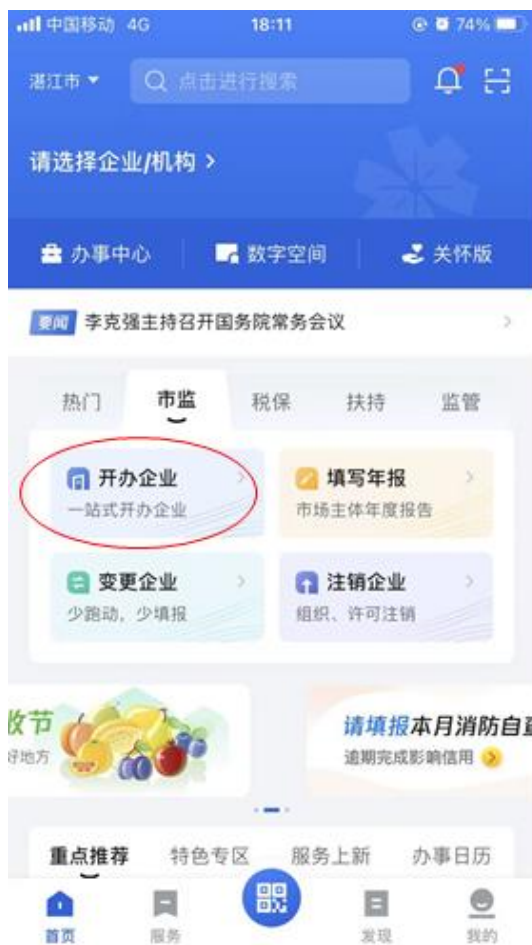 中国移动 4G 18:11 74%
湛江市 点击进行搜索
请选择企业/机构 >
办事中心 数字空间 关怀版
要闻 李克强主持召开国务院常务会议
热门 市监 税保 扶持 监管
开办企业 填写年报
一站式开办企业 市场主体年度报告
变更企业 注销企业
少跑动，少填报 组织、许可注销
收节 请填报本月消防自查
好地方 逾期完成影响信用
重点推荐 特色专区 服务上新 办事日历
首页 服务 发现 我的